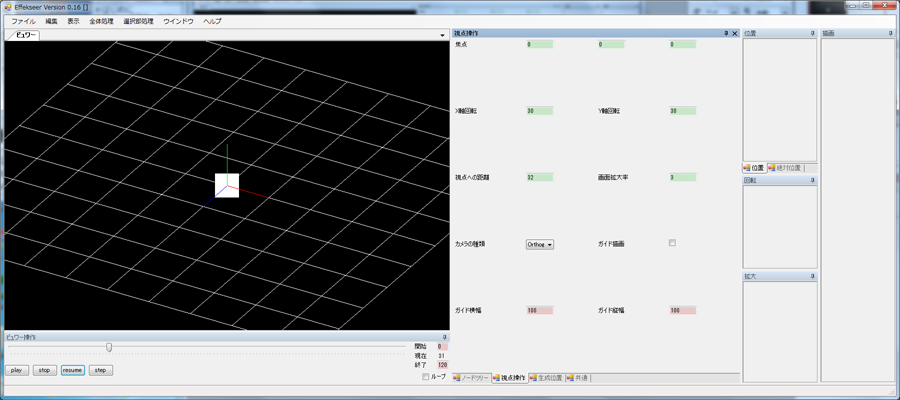 Effekseer Version 0.16 []
ファイル 編集 表示 全体処理 選択部処理 ウインドウ ヘルプ
ビュワー
視点操作
焦点 0 0 0
X軸回転 30 Y軸回転 30
視点への距離 32 画面拡大率 3
カメラの種類 Orthog ガイド描画
ガイド横幅 100 ガイド縦幅 100
ノードツリー 視点操作 生成位置 共通
位置
位置 絶対位置
回転
拡大
描画
ビュワー操作
開始 0
現在 31
終了 120
play stop resume step
ループ